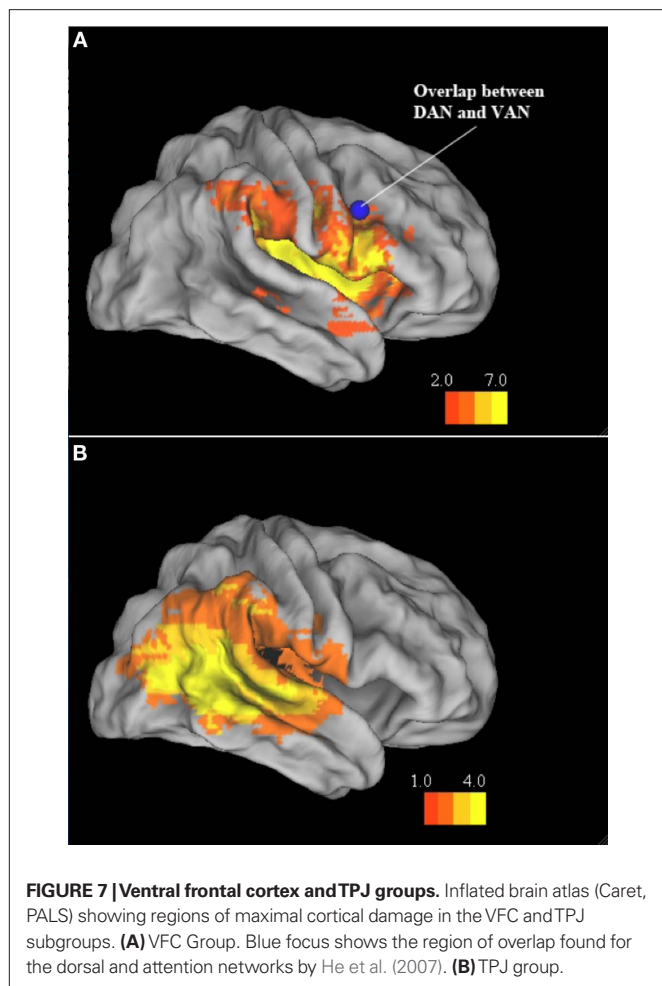 A
Overlap between
DAN and VAN
2.0 7.0
B
1.0 4.0
FIGURE 7 | Ventral frontal cortex and TPJ groups. Inflated brain atlas (Caret,
PALS) showing regions of maximal cortical damage in the VFC and TPJ
subgroups. (A) VFC Group. Blue focus shows the region of overlap found for
the dorsal and attention networks by He et al. (2007). (B) TPJ group.